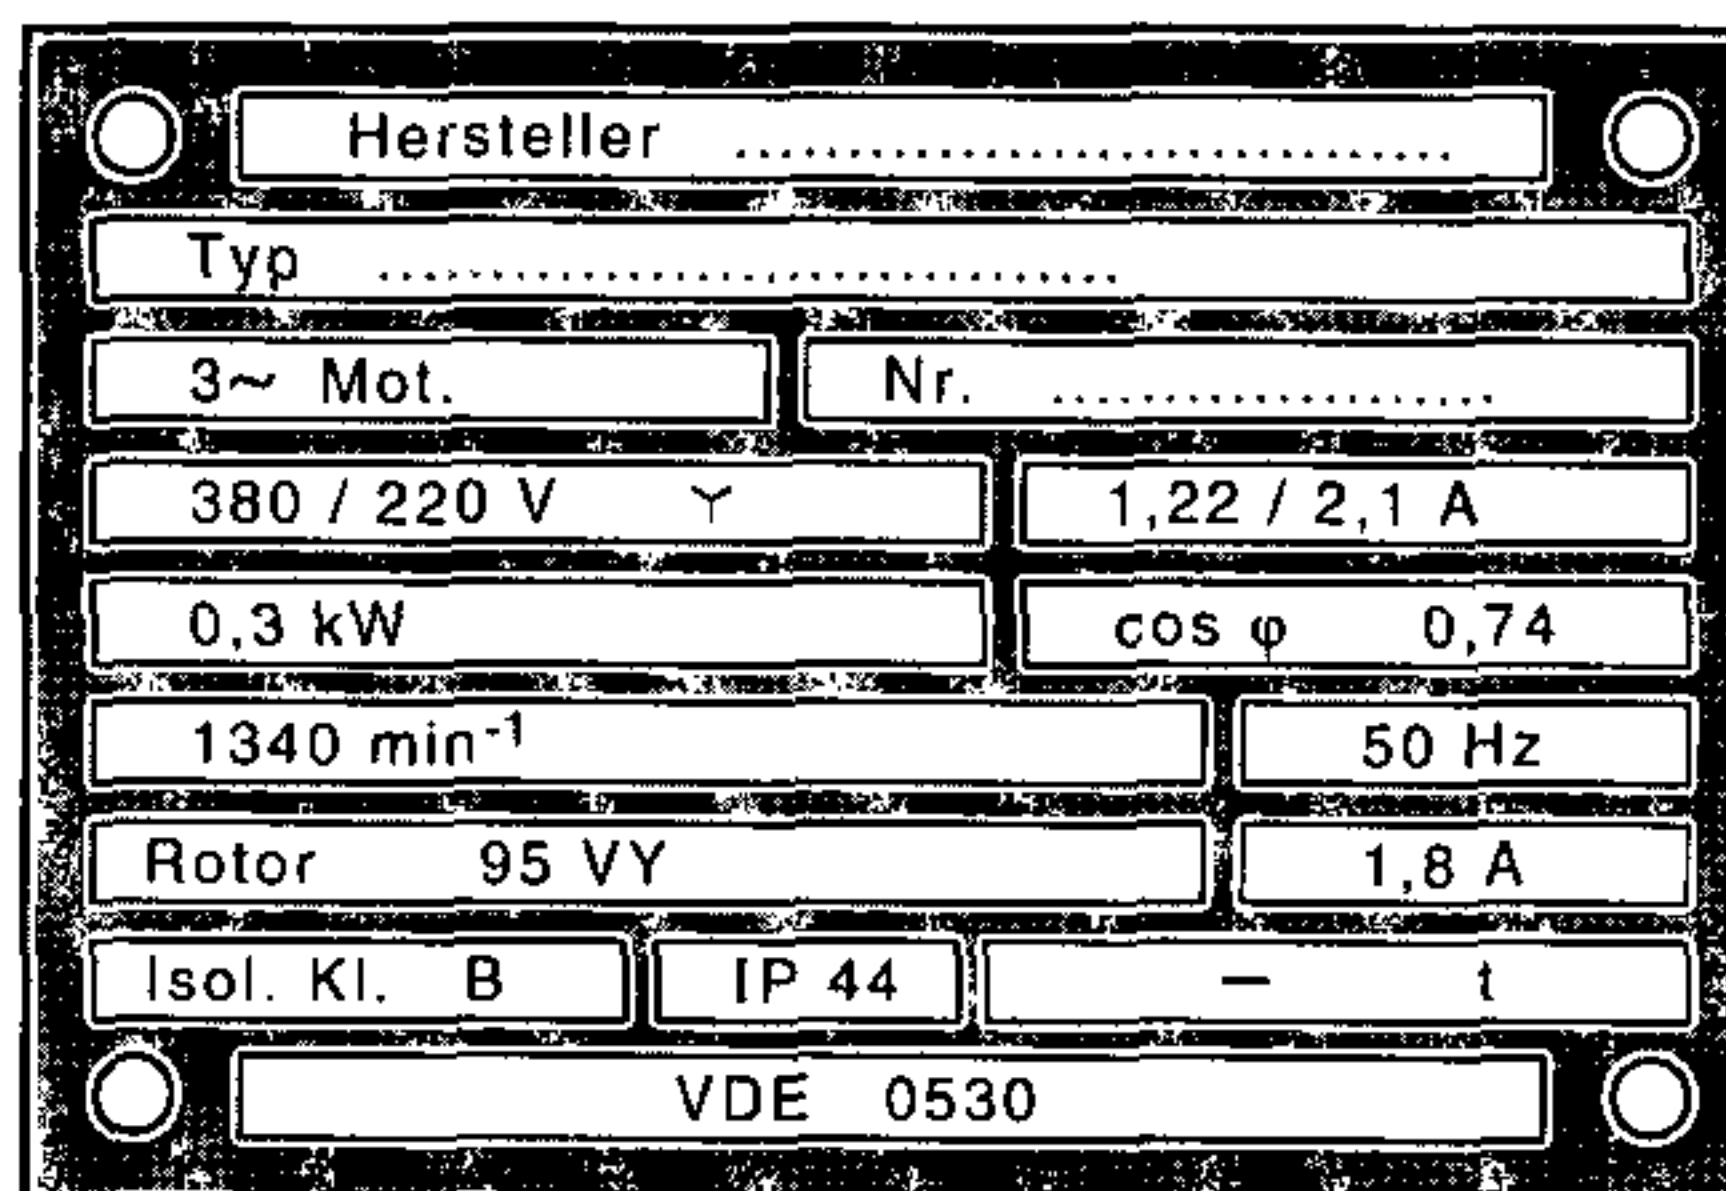 Hersteller ................................
Typ .................................
3~ Mot. Nr. ....................
380 / 220 V Y 1,22 / 2,1 A
0,3 kW cos φ 0,74
1340 min⁻¹ 50 Hz
Rotor 95 VY 1,8 A
Isol. Kl. B IP 44 — t
VDE 0530